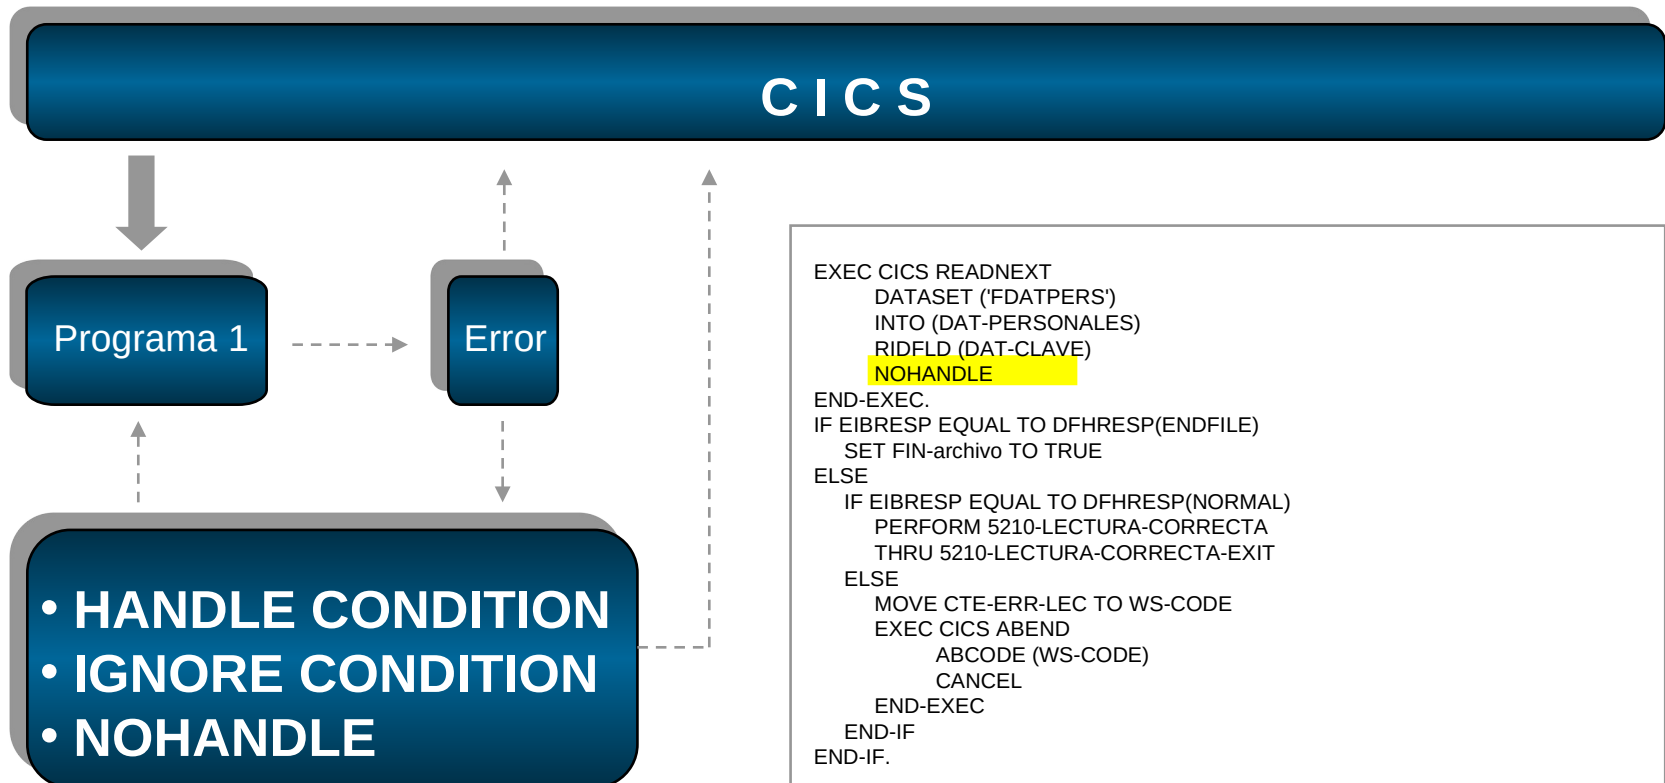 C I C S
Programa 1
Error
• HANDLE CONDITION
• IGNORE CONDITION
• NOHANDLE
EXEC CICS READNEXT
DATASET ('FDATPERS')
INTO (DAT-PERSONALES)
RIDFLD (DAT-CLAVE)
NOHANDLE
END-EXEC.
IF EIBRESP EQUAL TO DFHRESP(ENDFILE)
SET FIN-archivo TO TRUE
ELSE
IF EIBRESP EQUAL TO DFHRESP(NORMAL)
PERFORM 5210-LECTURA-CORRECTA
THRU 5210-LECTURA-CORRECTA-EXIT
ELSE
MOVE CTE-ERR-LEC TO WS-CODE
EXEC CICS ABEND
ABCODE (WS-CODE)
CANCEL
END-EXEC
END-IF
END-IF.